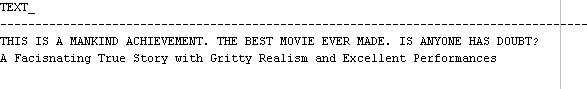 TEXT_
--------------------------------------------------------------------------------
THIS IS A MANKIND ACHIEVEMENT. THE BEST MOVIE EVER MADE. IS ANYONE HAS DOUBT?
A Facisnating True Story with Gritty Realism and Excellent Performances